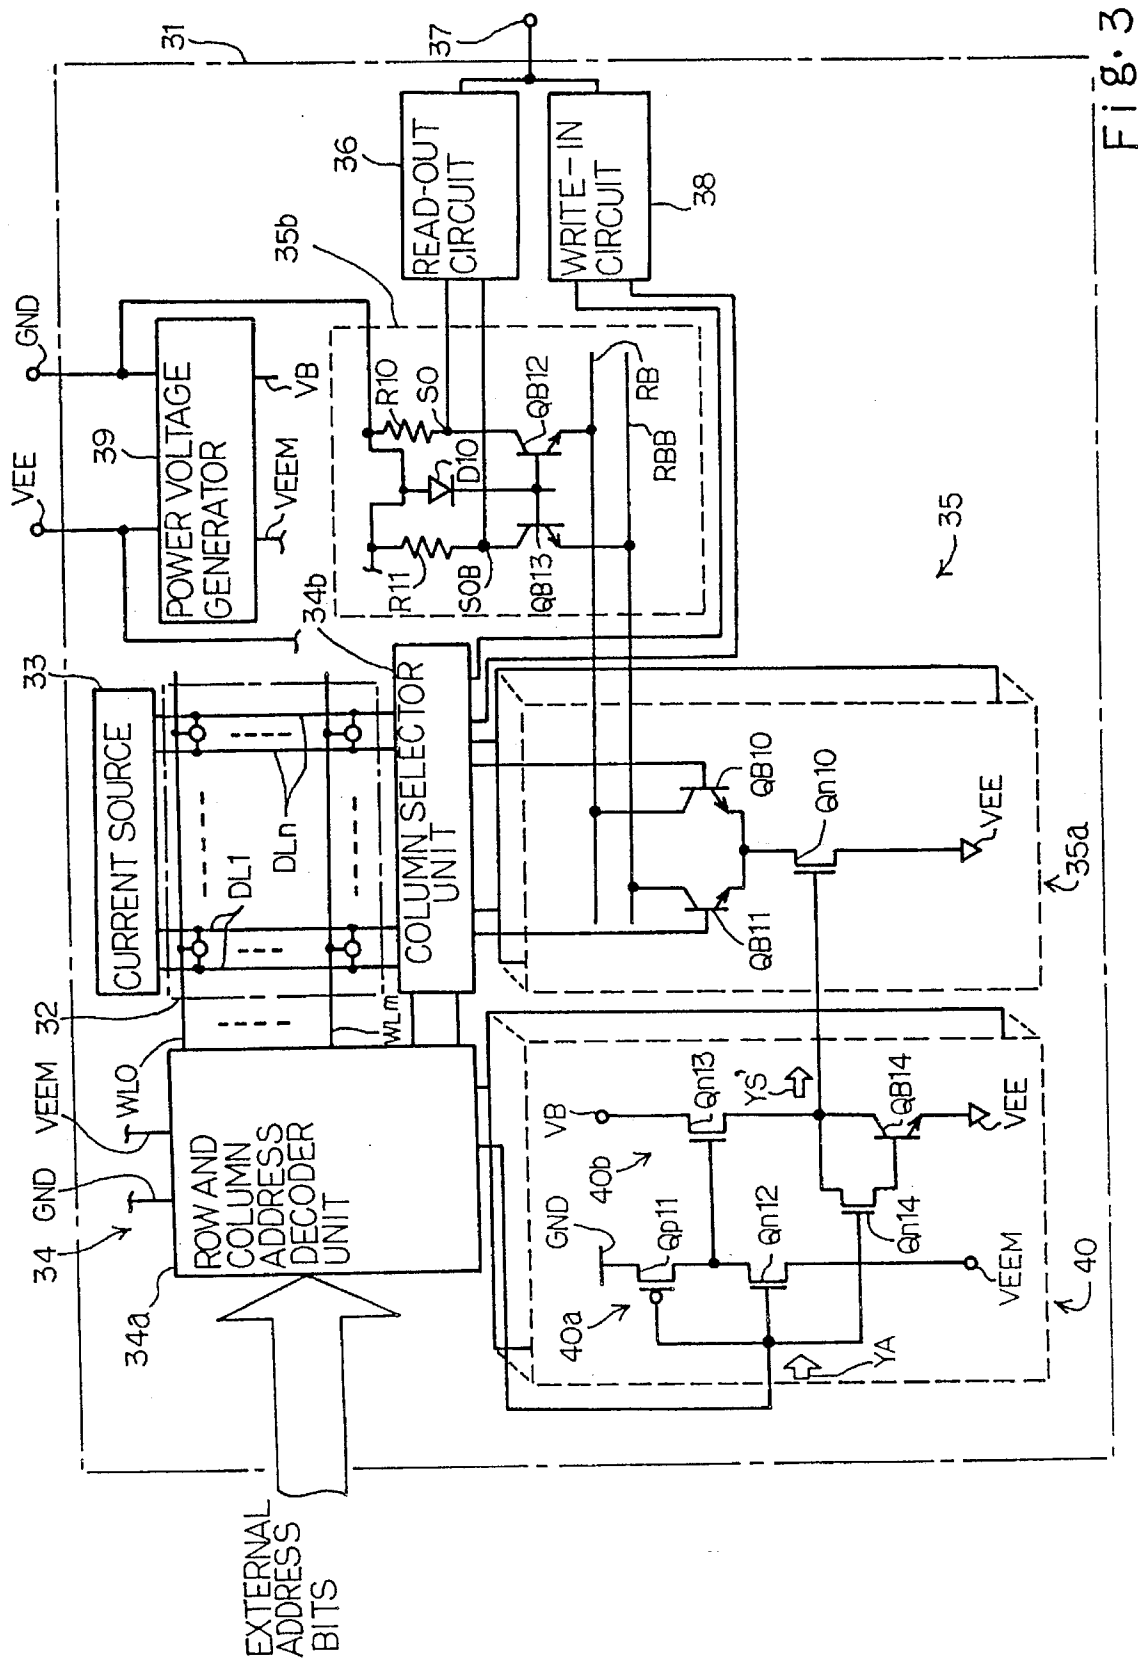 Fig. 3
31
37
VEE
GND
39
POWER VOLTAGE
GENERATOR
VEEM
VB
36
READ-OUT
CIRCUIT
WRITE-IN
CIRCUIT
38
35b
R10
SO
D10
QB12
R11
SOB
QB13
RB
RBB
33
CURRENT SOURCE
DL1
DLn
32
WL0
WLm
34b
COLUMN SELECTOR
UNIT
34
GND
VEEM
34a
ROW AND
COLUMN
ADDRESS
DECODER
UNIT
EXTERNAL
ADDRESS
BITS
35
QB10
QB11
Qn10
VEE
35a
VB
40b
Qn13
YS'
GND
40a
Qp11
Qn12
QB14
Qn14
VEE
VEEM
YA
40